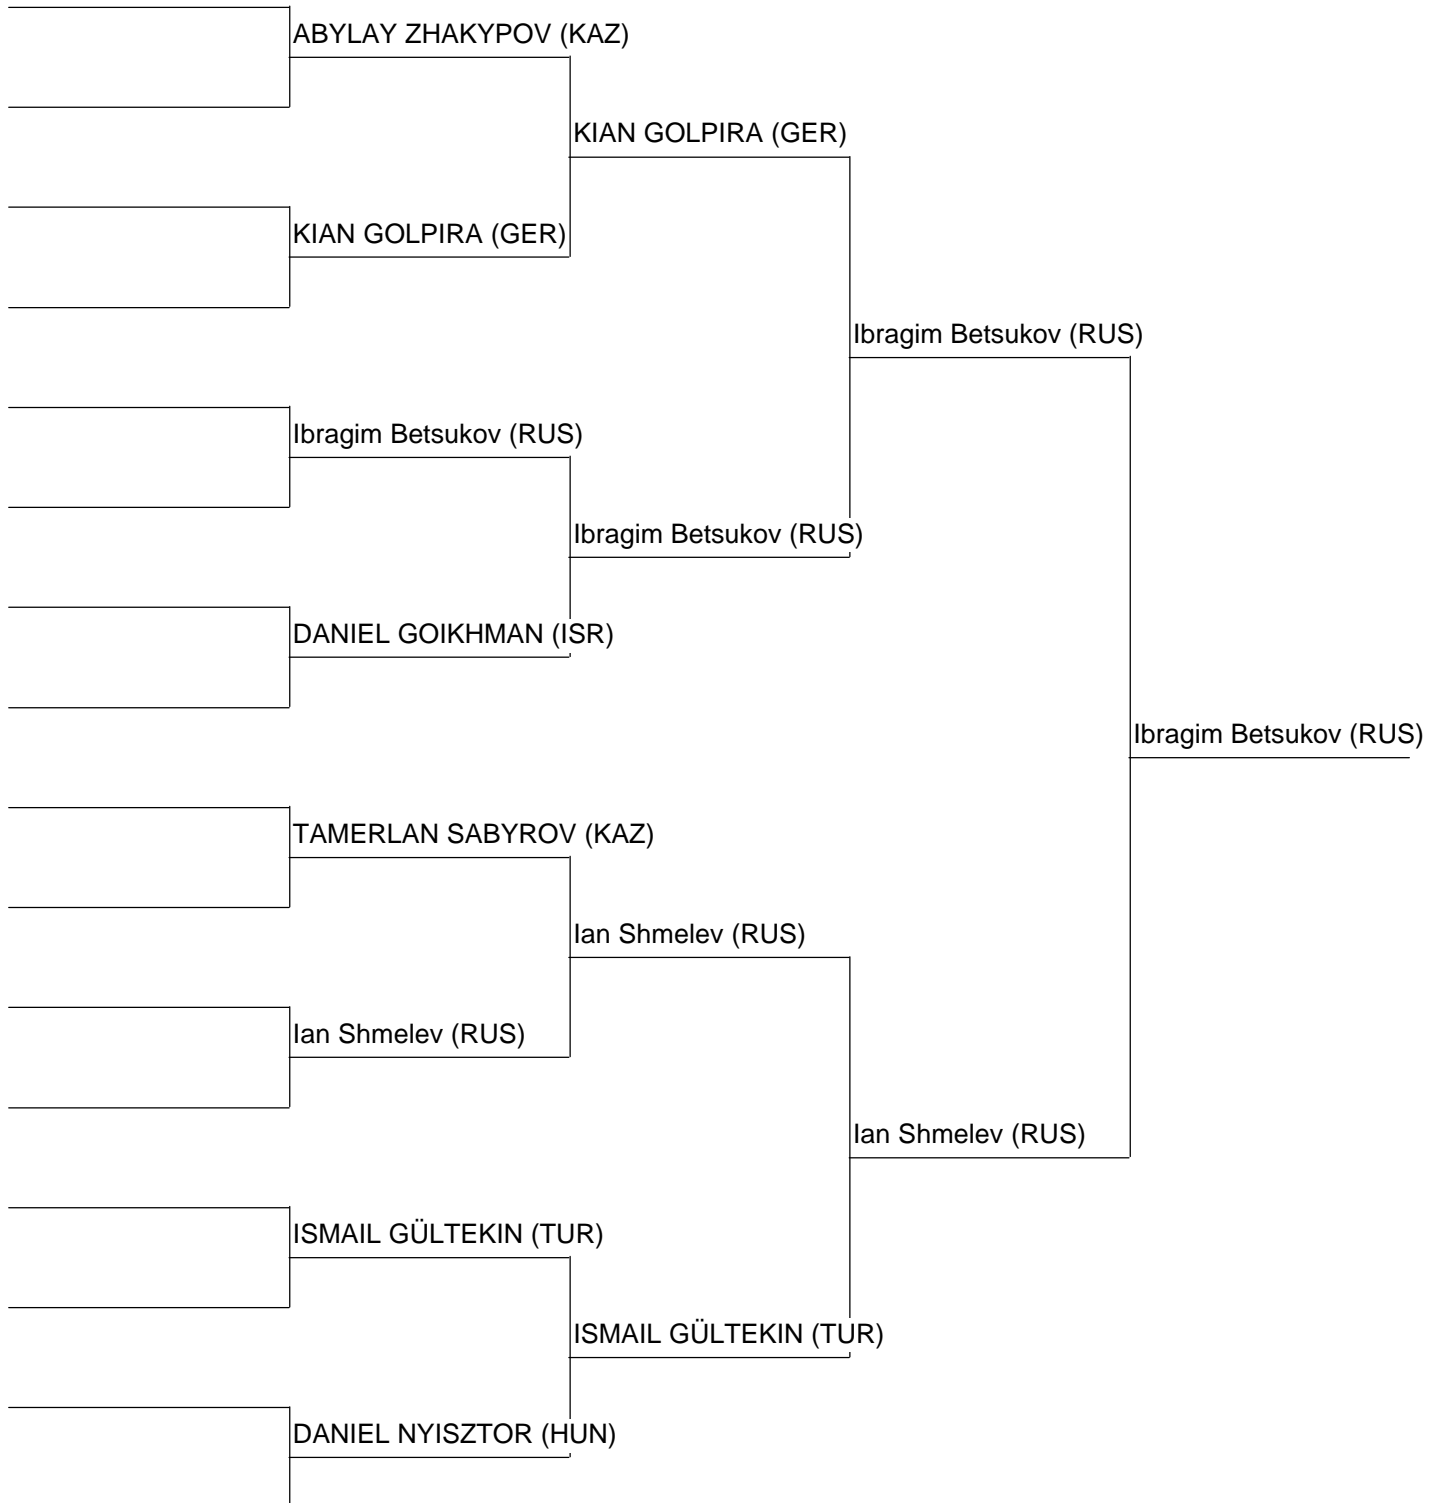 ABYLAY ZHAKYPOV (KAZ)
KIAN GOLPIRA (GER)
KIAN GOLPIRA (GER)
Ibragim Betsukov (RUS)
Ibragim Betsukov (RUS)
Ibragim Betsukov (RUS)
DANIEL GOIKHMAN (ISR)
Ibragim Betsukov (RUS)
TAMERLAN SABYROV (KAZ)
Ian Shmelev (RUS)
Ian Shmelev (RUS)
Ian Shmelev (RUS)
ISMAIL GÜLTEKIN (TUR)
ISMAIL GÜLTEKIN (TUR)
DANIEL NYISZTOR (HUN)